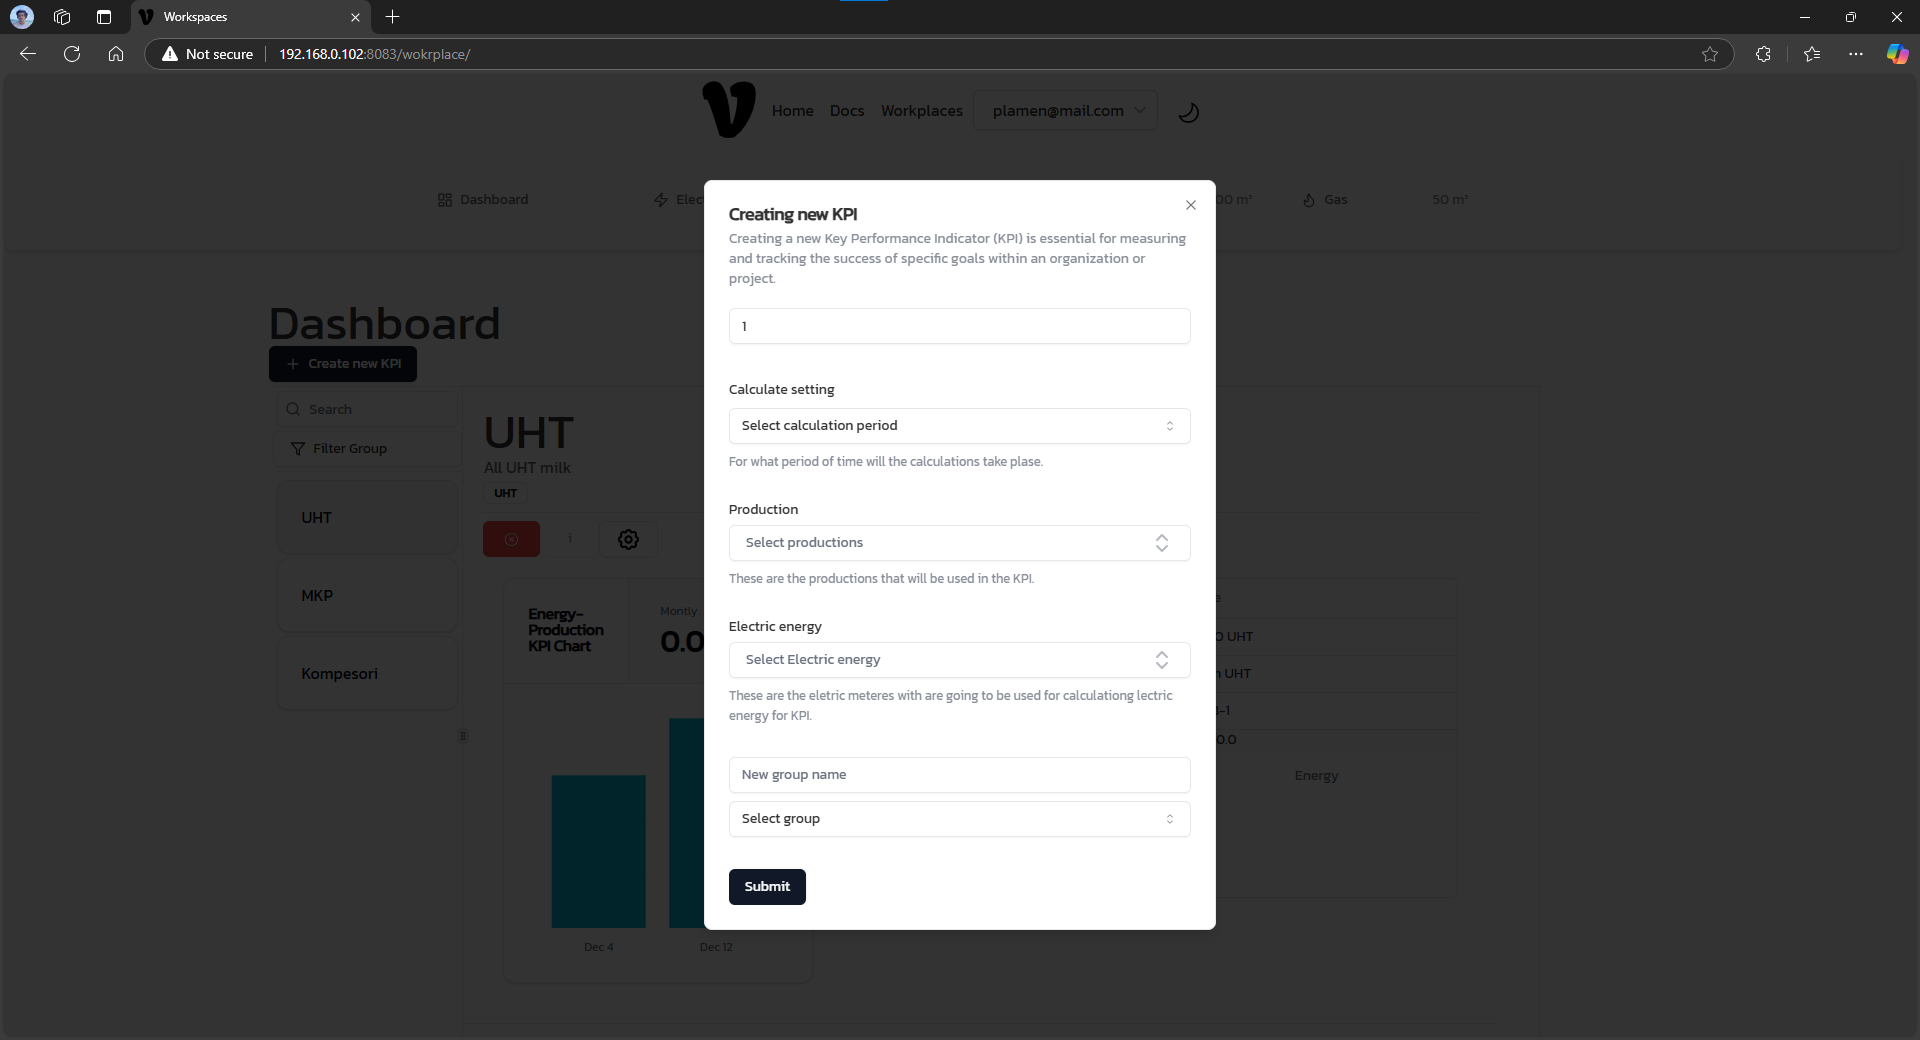 Workspaces
Not secure
192.168.0.102:8083/wokrplace/
Home Docs Workplaces plamen@mail.com
Dashboard
Gas
50 m³
Dashboard
Create new KPI
Search
Filter Group
UHT
MKP
Kompesori
UHT
All UHT milk
UHT
Energy-
Production
KPI Chart
Montly
0.0
Dec 4
Dec 12
Creating new KPI
Creating a new Key Performance Indicator (KPI) is essential for measuring
and tracking the success of specific goals within an organization or
project.
1
Calculate setting
Select calculation period
For what period of time will the calculations take plase.
Production
Select productions
These are the productions that will be used in the KPI.
Electric energy
Select Electric energy
These are the eletric meteres with are going to be used for calculationg lectric
energy for KPI.
New group name
Select group
Submit
UHT
UHT
-1
0.0
Energy